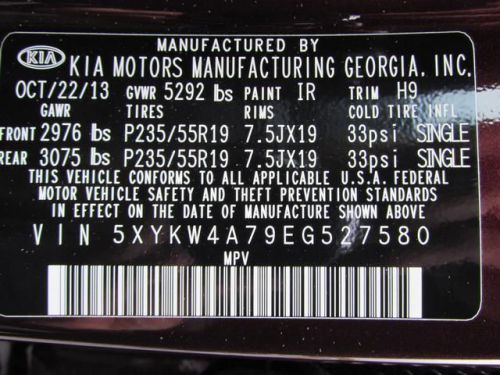 MANUFACTURED BY
KIA KIA MOTORS MANUFACTURING GEORGIA, INC.
OCT/22/13 GVWR 5292 lbs PAINT IR TRIM H9
GAWR TIRES RIMS COLD TIRE INFL
FRONT 2976 lbs P235/55R19 7.5JX19 33psi SINGLE
REAR 3075 lbs P235/55R19 7.5JX19 33psi SINGLE
THIS VEHICLE CONFORMS TO ALL APPLICABLE U.S.A. FEDERAL
MOTOR VEHICLE SAFETY AND THEFT PREVENTION STANDARDS
IN EFFECT ON THE DATE OF MANUFACTURE SHOWN ABOVE.
VIN 5XYKW4A79EG527580
MPV